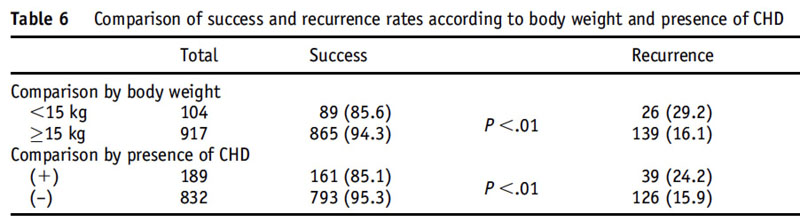 Table 6 Comparison of success and recurrence rates according to body weight and presence of CHD
Total Success Recurrence
Comparison by body weight
<15 kg 104 89 (85.6) P <.01 26 (29.2)
≥15 kg 917 865 (94.3) 139 (16.1)
Comparison by presence of CHD
(+) 189 161 (85.1) P <.01 39 (24.2)
(–) 832 793 (95.3) 126 (15.9)